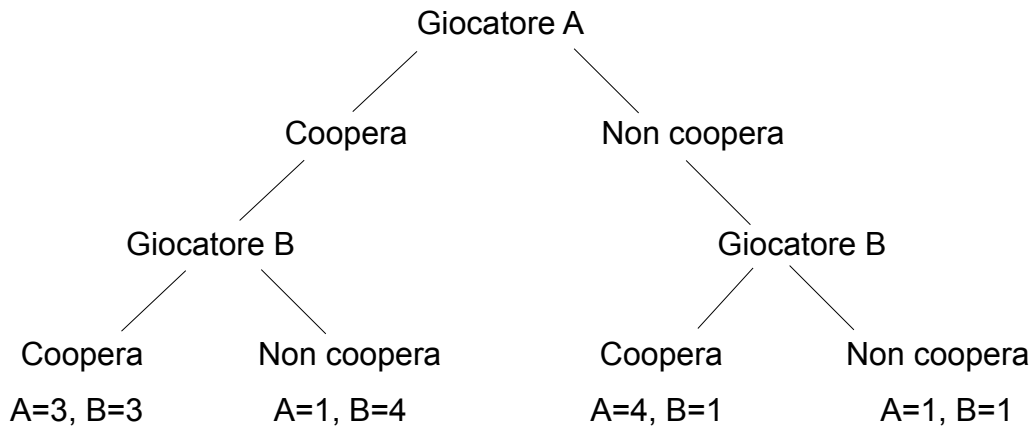 Giocatore A
Coopera Non coopera
Giocatore B Giocatore B
Coopera Non coopera Coopera Non coopera
A=3, B=3 A=1, B=4 A=4, B=1 A=1, B=1